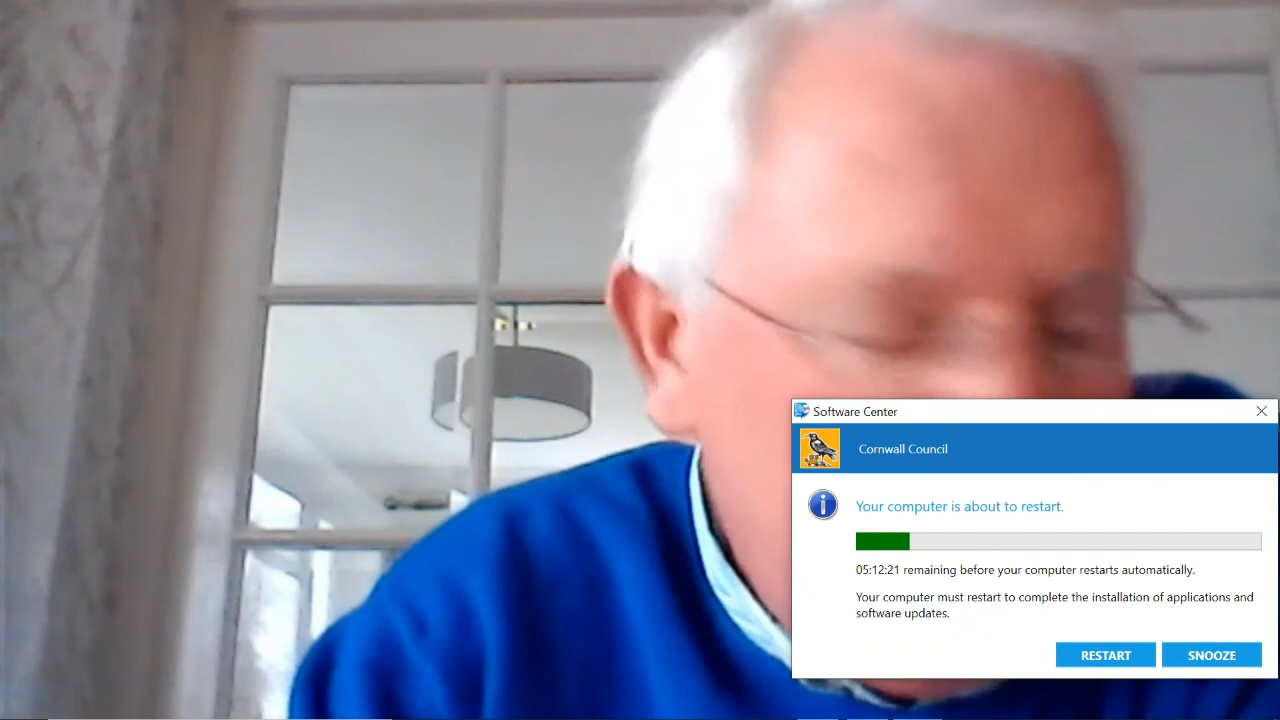 Software Center
Cornwall Council
Your computer is about to restart.
05:12:21 remaining before your computer restarts automatically.
Your computer must restart to complete the installation of applications and
software updates.
RESTART SNOOZE